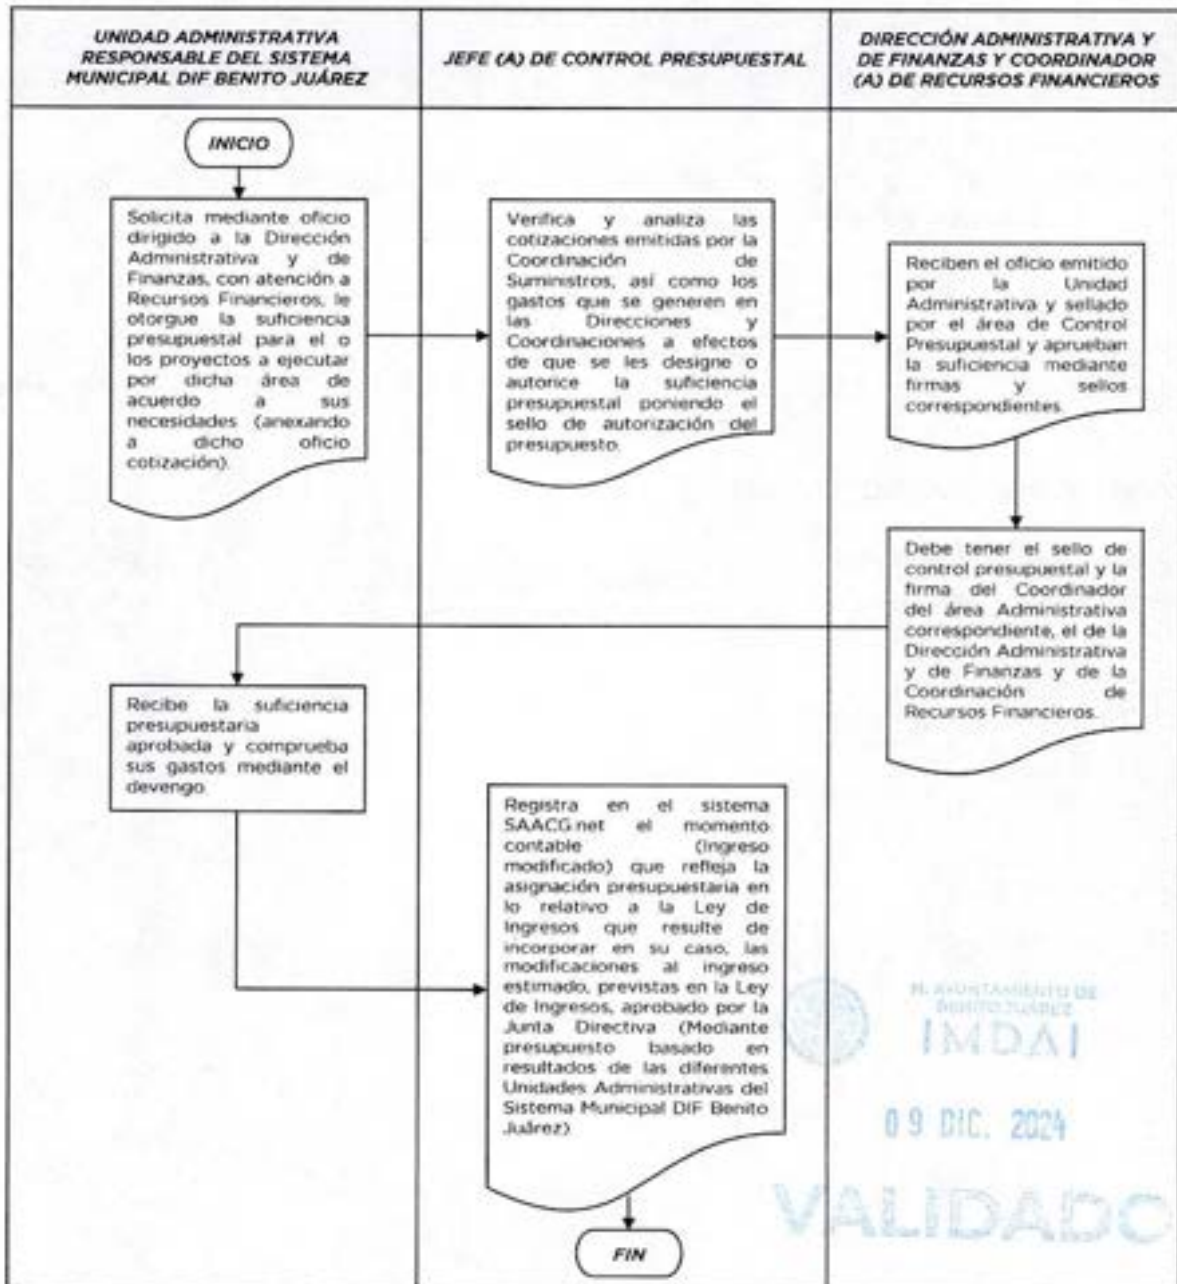 UNIDAD ADMINISTRATIVA
RESPONSABLE DEL SISTEMA
MUNICIPAL DIF BENITO JUÁREZ
JEFE (A) DE CONTROL PRESUPUESTAL
DIRECCIÓN ADMINISTRATIVA Y
DE FINANZAS Y COORDINADOR
(A) DE RECURSOS FINANCIEROS
INICIO
Solicita mediante oficio
dirigido a la Dirección
Administrativa y de
Finanzas, con atención a
Recursos Financieros, le
otorgue la suficiencia
presupuestal para el o
los proyectos a ejecutar
por dicha área de
acuerdo a sus
necesidades (anexando
a dicho oficio
cotización).
Verifica y analiza las
cotizaciones emitidas por la
Coordinación de
Suministros, así como los
gastos que se generen en
las Direcciones y
Coordinaciones a efectos
de que se les designe o
autorice la suficiencia
presupuestal poniendo el
sello de autorización del
presupuesto.
Reciben el oficio emitido
por la Unidad
Administrativa y sellado
por el área de Control
Presupuestal y aprueban
la suficiencia mediante
firmas y sellos
correspondientes.
Debe tener el sello de
control presupuestal y la
firma del Coordinador
del área Administrativa
correspondiente, el de la
Dirección Administrativa
y de Finanzas y de la
Coordinación de
Recursos Financieros.
Recibe la suficiencia
presupuestaria
aprobada y comprueba
sus gastos mediante el
devengo
Registra en el sistema
SAACG.net el momento
contable (Ingreso
modificado) que refleja la
asignación presupuestaria en
lo relativo a la Ley de
Ingresos que resulte de
incorporar en su caso, las
modificaciones al ingreso
estimado, previstas en la Ley
de Ingresos, aprobado por la
Junta Directiva (Mediante
presupuesto basado en
resultados de las diferentes
Unidades Administrativas del
Sistema Municipal DIF Benito
Juárez)
FIN
H. AYUNTAMIENTO DE
BENITO JUÁREZ
IMDAI
09 DIC. 2024
VALIDADO